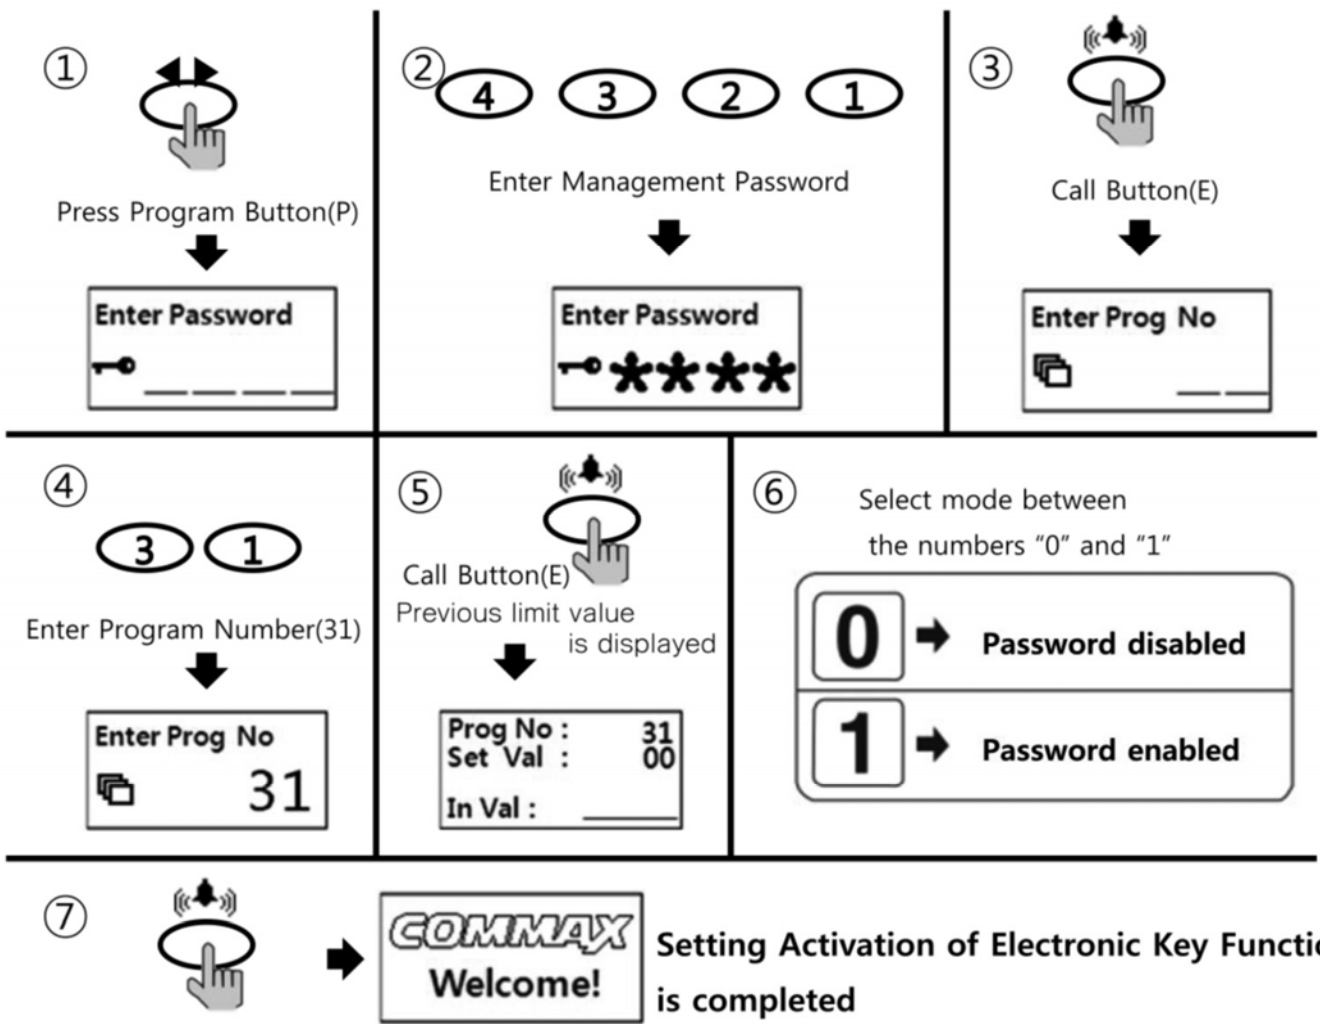 ①
Press Program Button(P)
Enter Password
②
4 3 2 1
Enter Management Password
Enter Password
③
Call Button(E)
Enter Prog No
④
3 1
Enter Program Number(31)
Enter Prog No
31
⑤
Call Button(E)
Previous limit value
is displayed
Prog No : 31
Set Val : 00
In Val :
⑥
Select mode between
the numbers "0" and "1"
0 Password disabled
1 Password enabled
⑦
COMMAX
Welcome!
Setting Activation of Electronic Key Functi
is completed